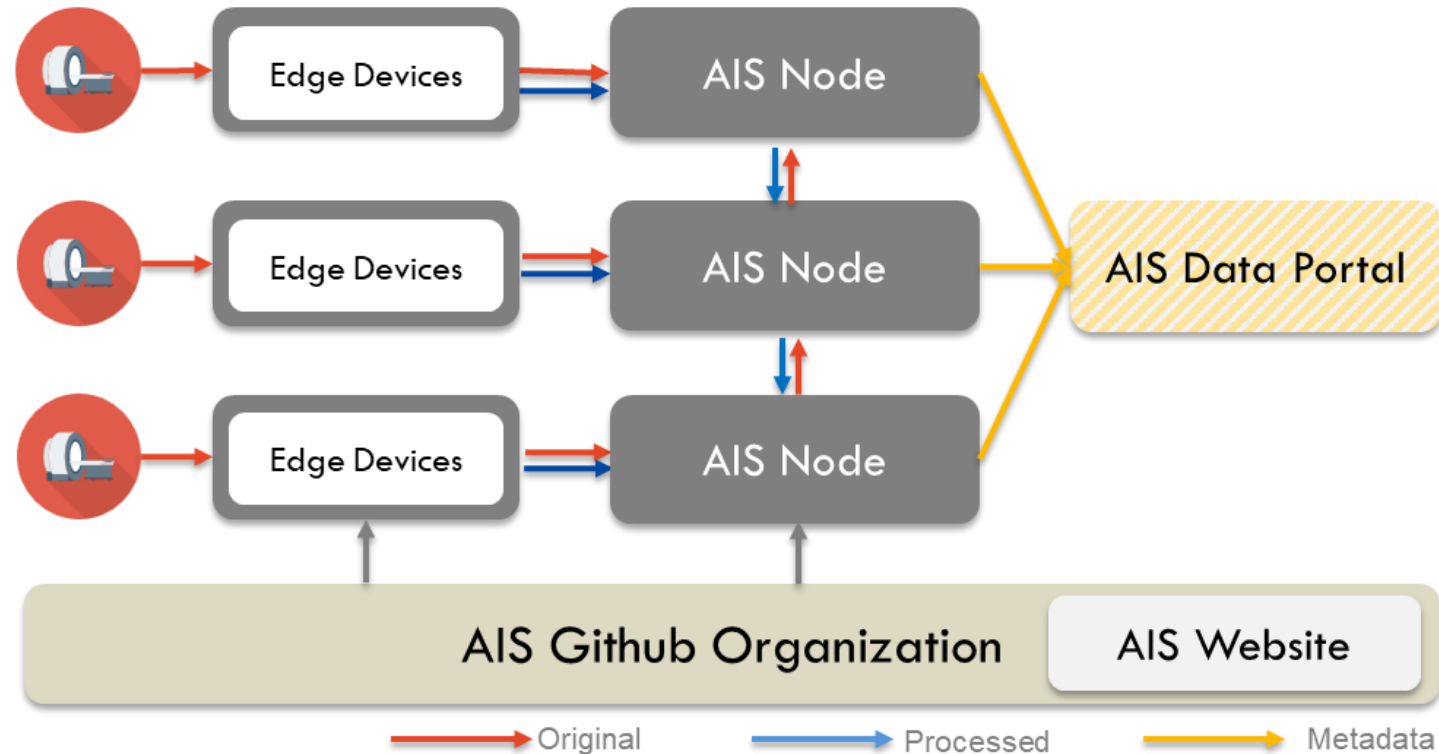 Edge Devices
AIS Node
Edge Devices
AIS Node
AIS Data Portal
Edge Devices
AIS Node
AIS Github Organization
AIS Website
Original
Processed
Metadata